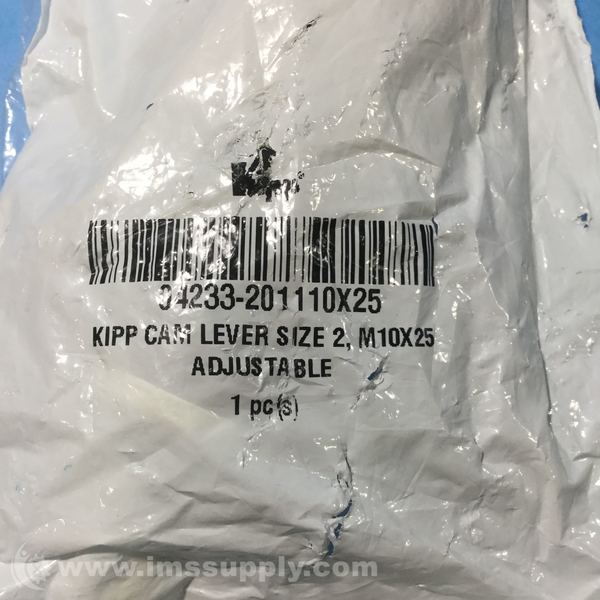 Kipp®
04233-201110X25
KIPP CAM LEVER SIZE 2, M10X25
ADJUSTABLE
1 pc(s)
www.imssupply.com